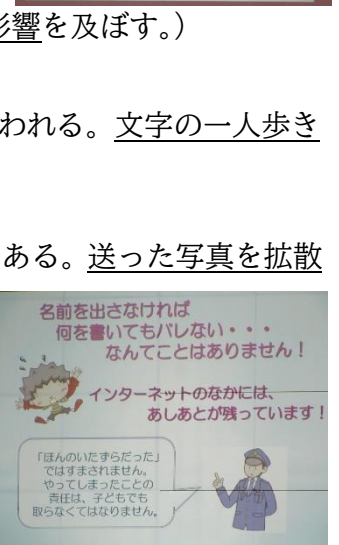 影響を及ぼす。）
われる。文字の一人歩き
ある。送った写真を拡散
名前を出さなければ
何を書いてもバレない・・・
なんてことはありません！
インターネットのなかには、
あしあとが残っています！
「ほんのいたずらだった」
ではすまされません。
やってしまったことの
責任は、子どもでも
取らなくてはなりません。